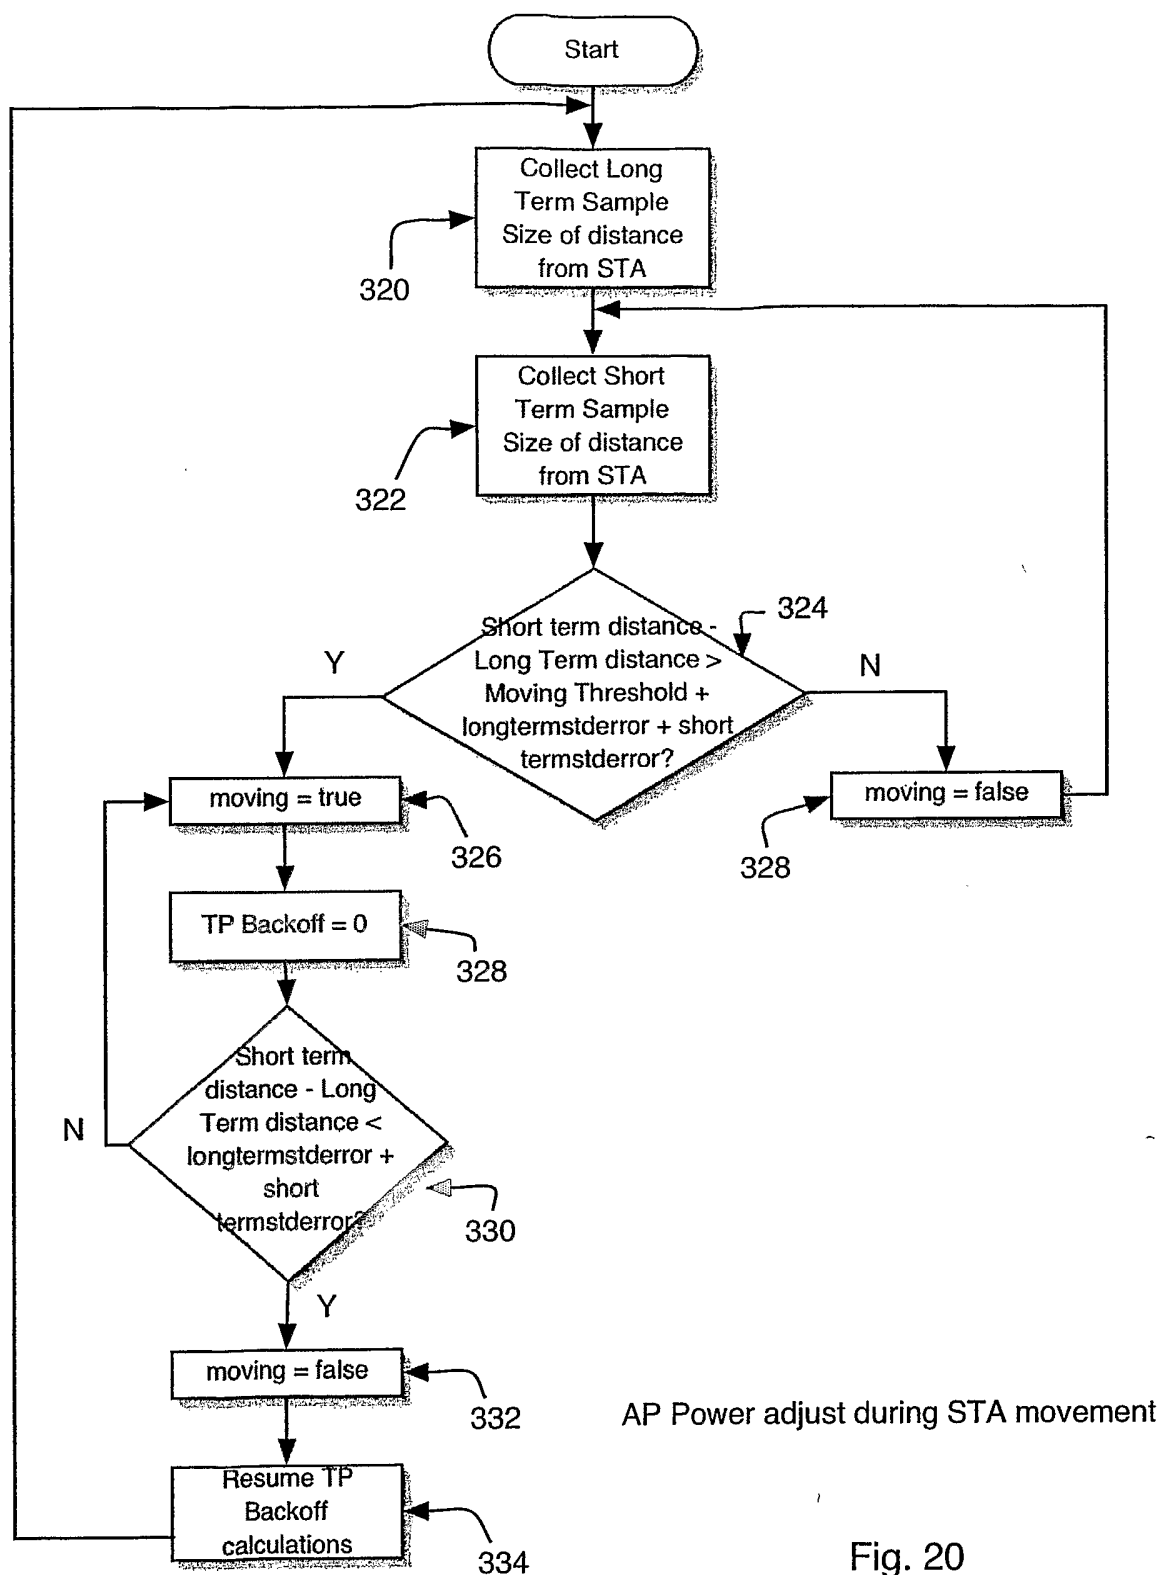 Start
Collect Long
Term Sample
Size of distance
from STA
320
Collect Short
Term Sample
Size of distance
from STA
322
324
Short term distance -
Long Term distance >
Moving Threshold +
longtermstderror + short
termstderror?
Y
N
moving = true
326
moving = false
328
TP Backoff = 0
328
Short term
distance - Long
Term distance <
longtermstderror +
short
termstderror?
N
330
Y
moving = false
332
AP Power adjust during STA movement
Resume TP
Backoff
calculations
334
Fig. 20